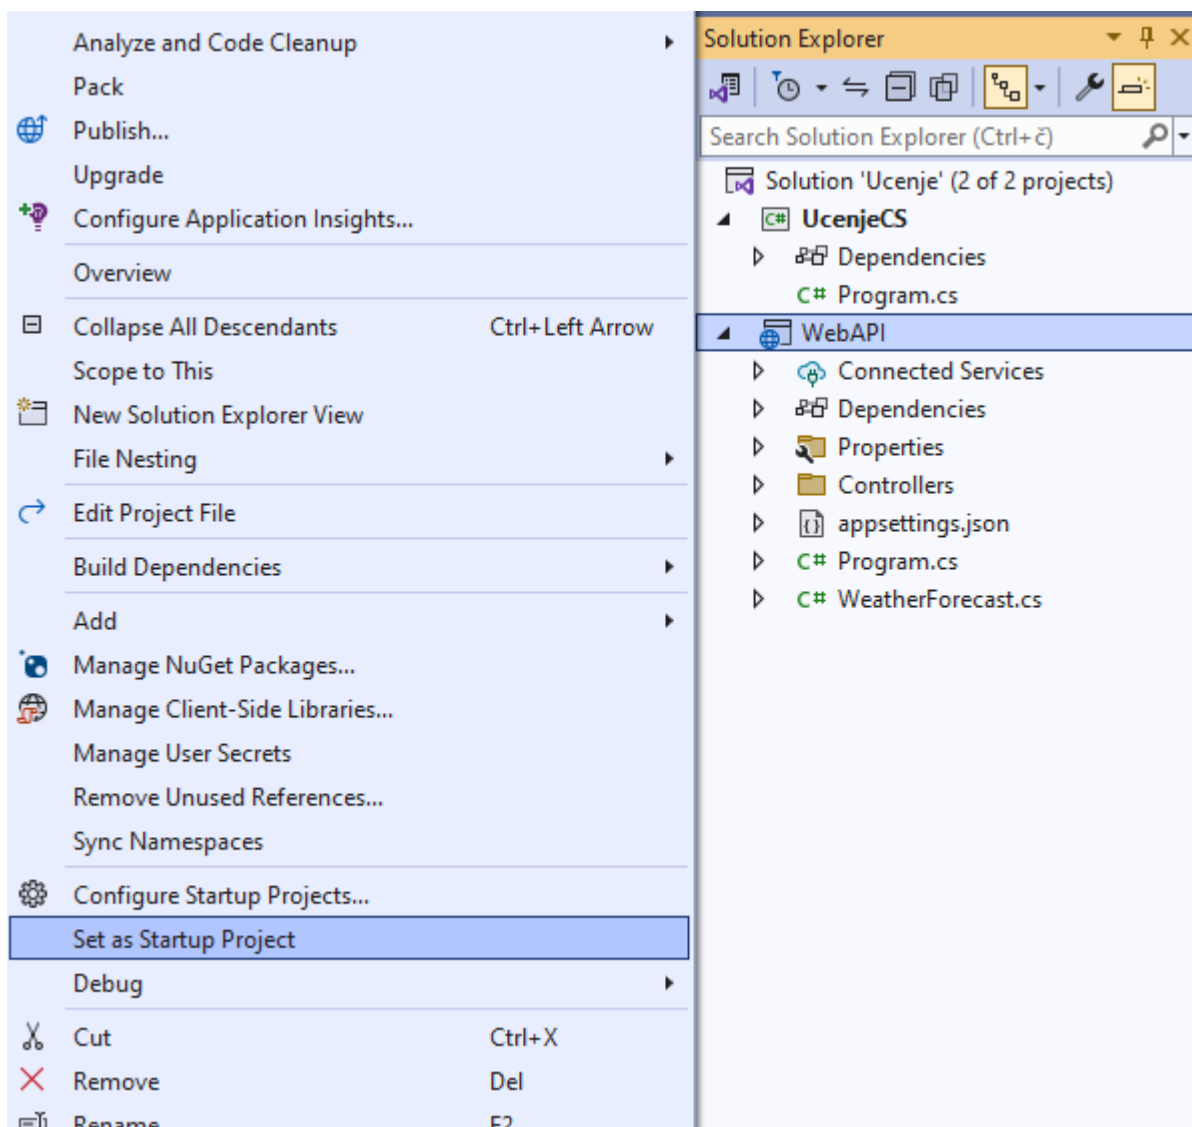 Analyze and Code Cleanup
Pack
Publish...
Upgrade
Configure Application Insights...
Overview
Collapse All Descendants Ctrl+Left Arrow
Scope to This
New Solution Explorer View
File Nesting
Edit Project File
Build Dependencies
Add
Manage NuGet Packages...
Manage Client-Side Libraries...
Manage User Secrets
Remove Unused References...
Sync Namespaces
Configure Startup Projects...
Set as Startup Project
Debug
Cut Ctrl+X
Remove Del
Rename F2
Solution Explorer
Search Solution Explorer (Ctrl+č)
Solution 'Ucenje' (2 of 2 projects)
C# UcenjeCS
Dependencies
C# Program.cs
WebAPI
Connected Services
Dependencies
Properties
Controllers
appsettings.json
C# Program.cs
C# WeatherForecast.cs